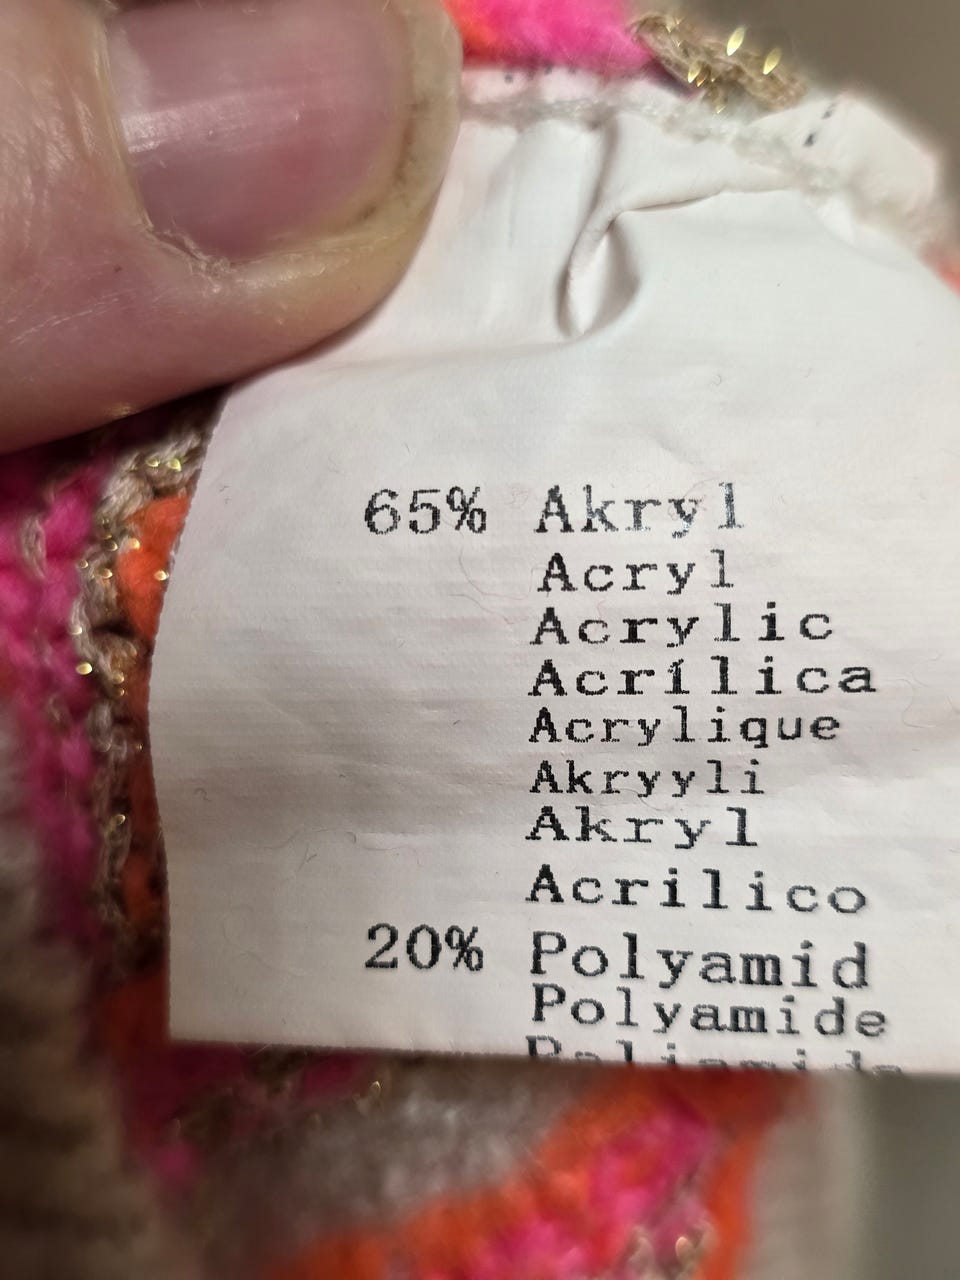 65% Akryl
Acryl
Acrylic
Acrílica
Acrylique
Akryyli
Akryl
Acrilico
20% Polyamid
Polyamide